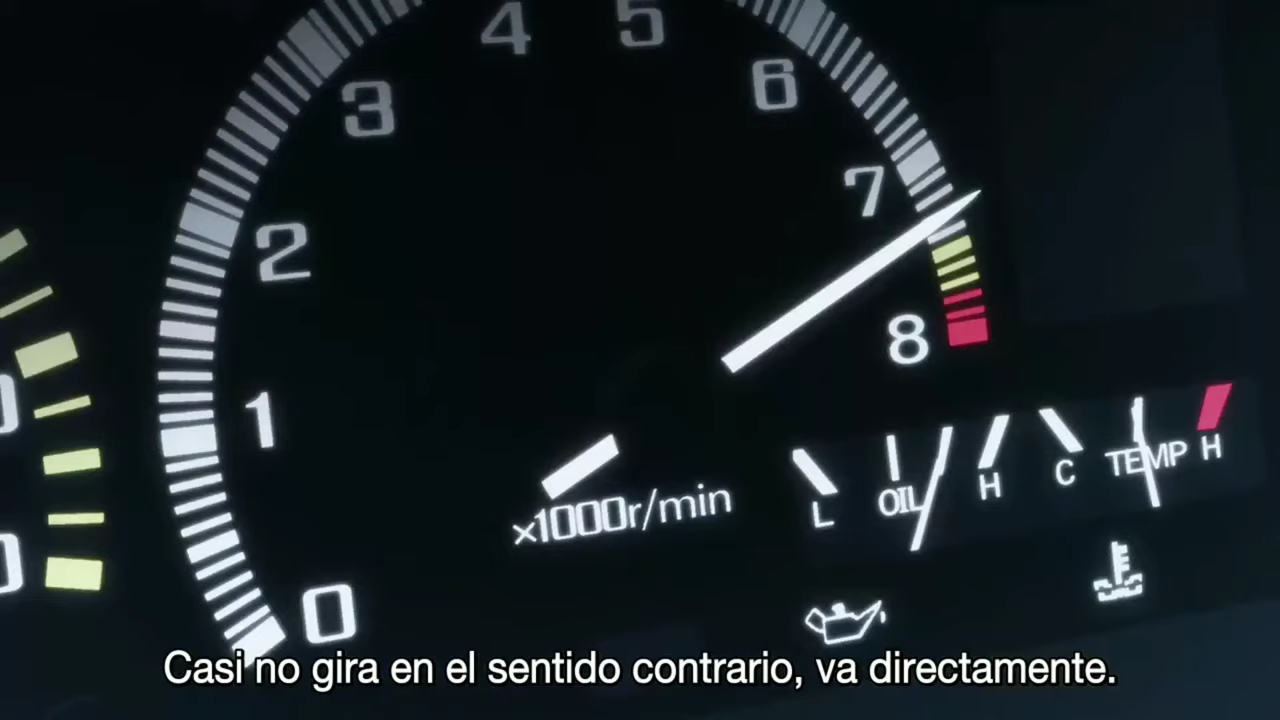 4 5
3 6
7
2
8
1
×1000r/min
L OIL H C TEMP H
0
Casi no gira en el sentido contrario, va directamente.